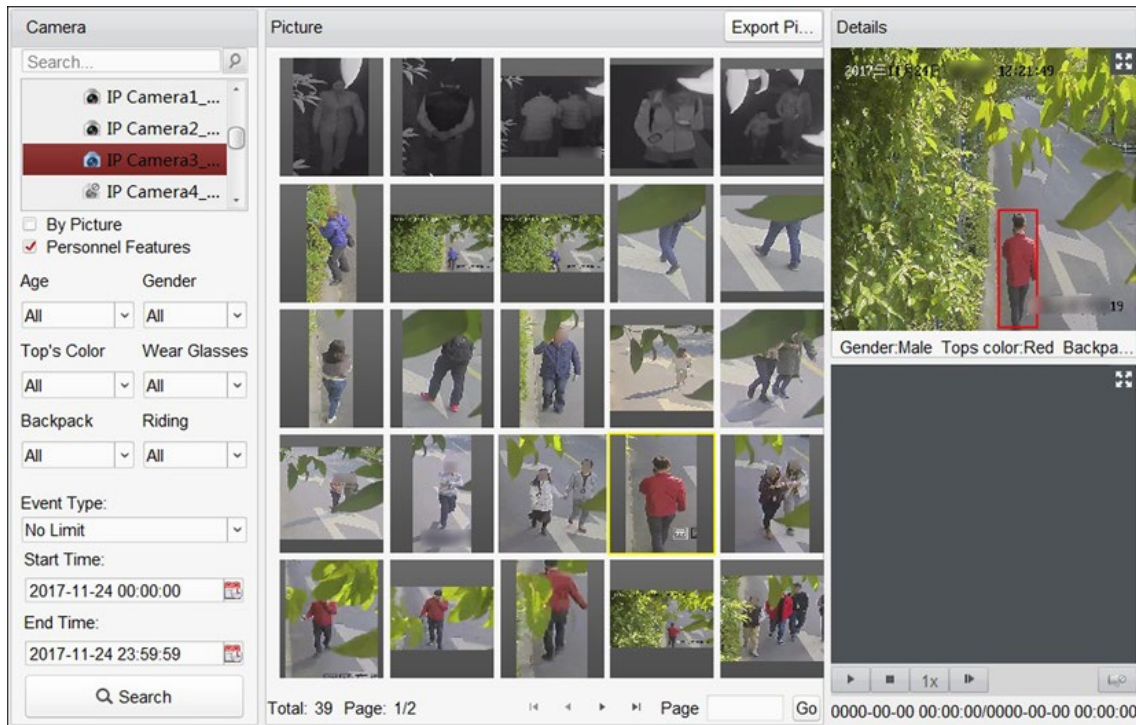 Camera
Search...
IP Camera1_...
IP Camera2_...
IP Camera3_...
IP Camera4_...
By Picture
Personnel Features
Age Gender
All All
Top's Color Wear Glasses
All All
Backpack Riding
All All
Event Type:
No Limit
Start Time:
2017-11-24 00:00:00
End Time:
2017-11-24 23:59:59
Search
Picture
Export Pi...
Total: 39 Page: 1/2
Page
Go
Details
12:21:49
19
Gender:Male Tops color:Red Backpa...
1x
0000-00-00 00:00:00/0000-00-00 00:00:00